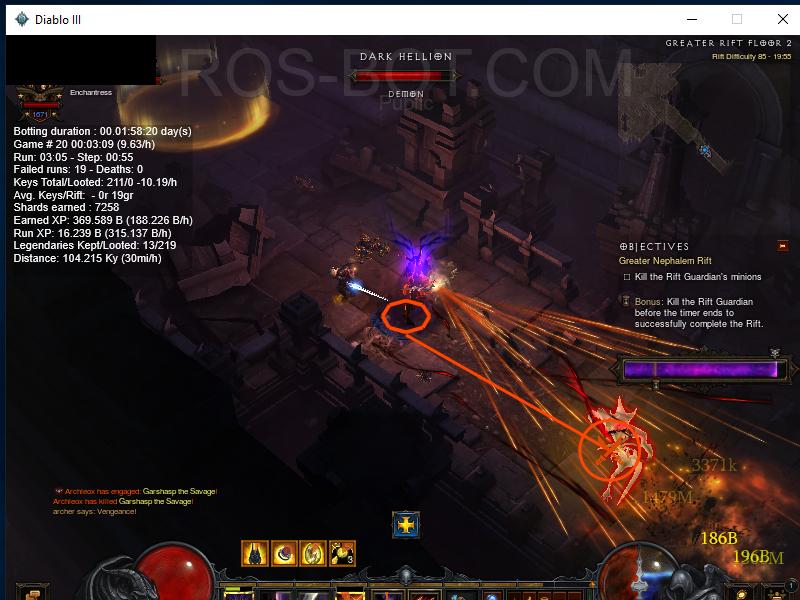 Diablo III
ROS-BOT.COM
Public
DARK HELLION
DEMON
GREATER RIFT FLOOR 2
Rift Difficulty 85 - 19:55
Enchantress
1671
Botting duration : 00.01:58:20 day(s)
Game # 20 00:03:09 (9.63/h)
Run: 03:05 - Step: 00:55
Failed runs: 19 - Deaths: 0
Keys Total/Looted: 211/0 -10.19/h
Avg. Keys/Rift:  - 0r 19gr
Shards earned : 7258
Earned XP: 369.589 B (188.226 B/h)
Run XP: 16.239 B (315.137 B/h)
Legendaries Kept/Looted: 13/219
Distance: 104.215 Ky (30mi/h)
OBJECTIVES
Greater Nephalem Rift
Kill the Rift Guardian's minions
Bonus: Kill the Rift Guardian
before the timer ends to
successfully complete the Rift.
3371k
1479M
186B
196B
Archleox has engaged: Garshasp the Savage!
Archleox has killed Garshasp the Savage!
archer says: Vengeance!
3
1